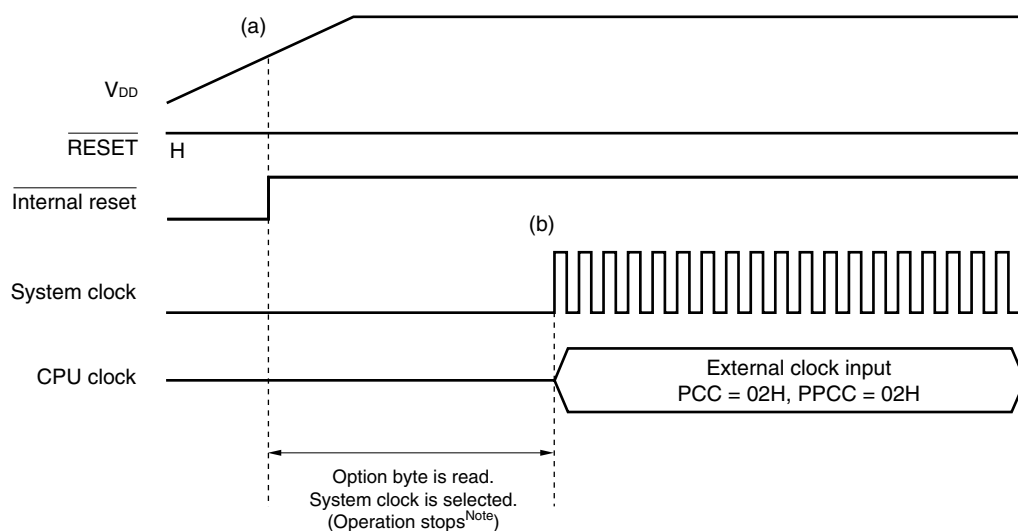 (a)
VDD
RESET
H
Internal reset
(b)
System clock
CPU clock
External clock input
PCC = 02H, PPCC = 02H
Option byte is read.
System clock is selected.
(Operation stopsNote)